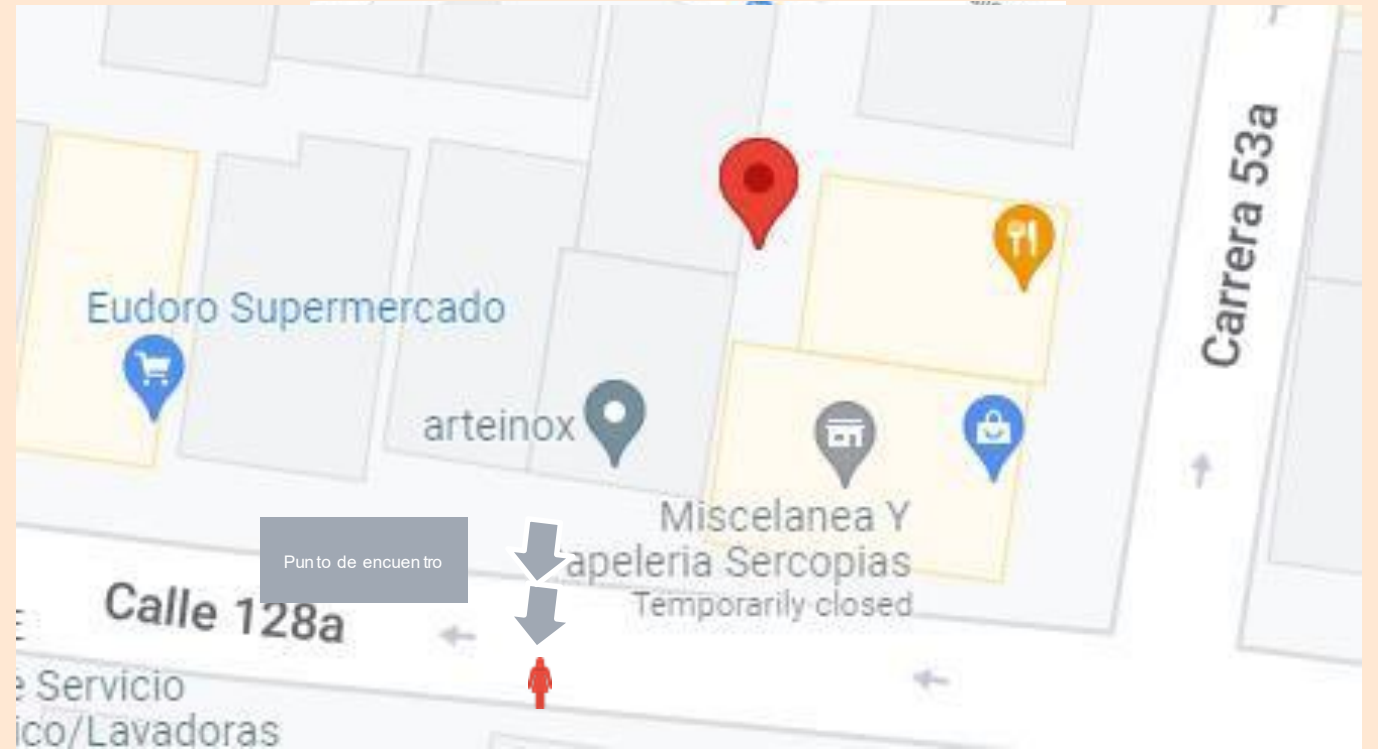 Carrera 53a
Eudoro Supermercado
arteinox
Miscelanea Y
apeleria Sercopias
Temporarily closed
Punto de encuentro
Calle 128a
Servicio
ico/Lavadoras